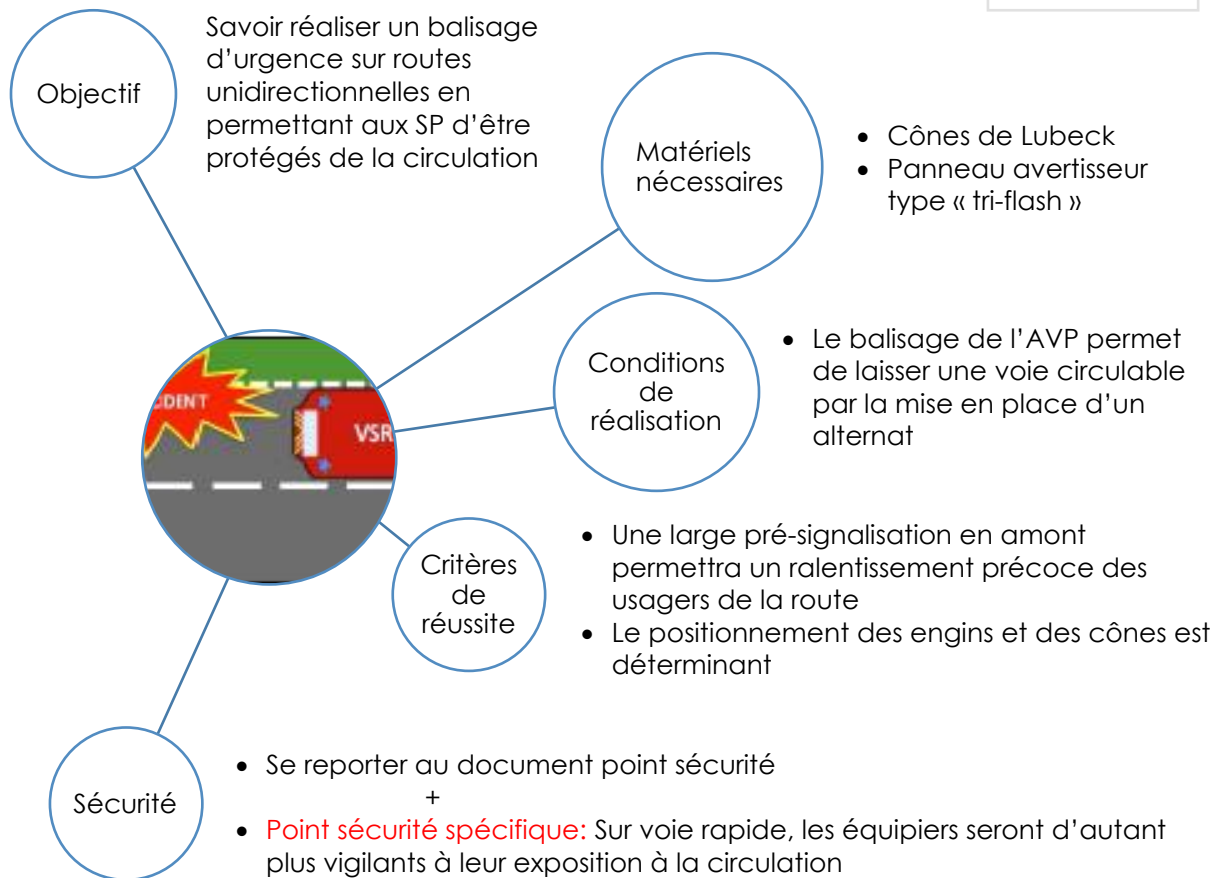 Objectif
Savoir réaliser un balisage
d’urgence sur routes
unidirectionnelles en
permettant aux SP d’être
protégés de la circulation
Matériels
nécessaires
• Cônes de Lubeck
• Panneau avertisseur
type « tri-flash »
Conditions
de
réalisation
• Le balisage de l’AVP permet
de laisser une voie circulable
par la mise en place d’un
alternat
CIDENT
VSR
Critères
de
réussite
• Une large pré-signalisation en amont
permettra un ralentissement précoce des
usagers de la route
• Le positionnement des engins et des cônes est
déterminant
Sécurité
• Se reporter au document point sécurité
+
• Point sécurité spécifique: Sur voie rapide, les équipiers seront d’autant
plus vigilants à leur exposition à la circulation